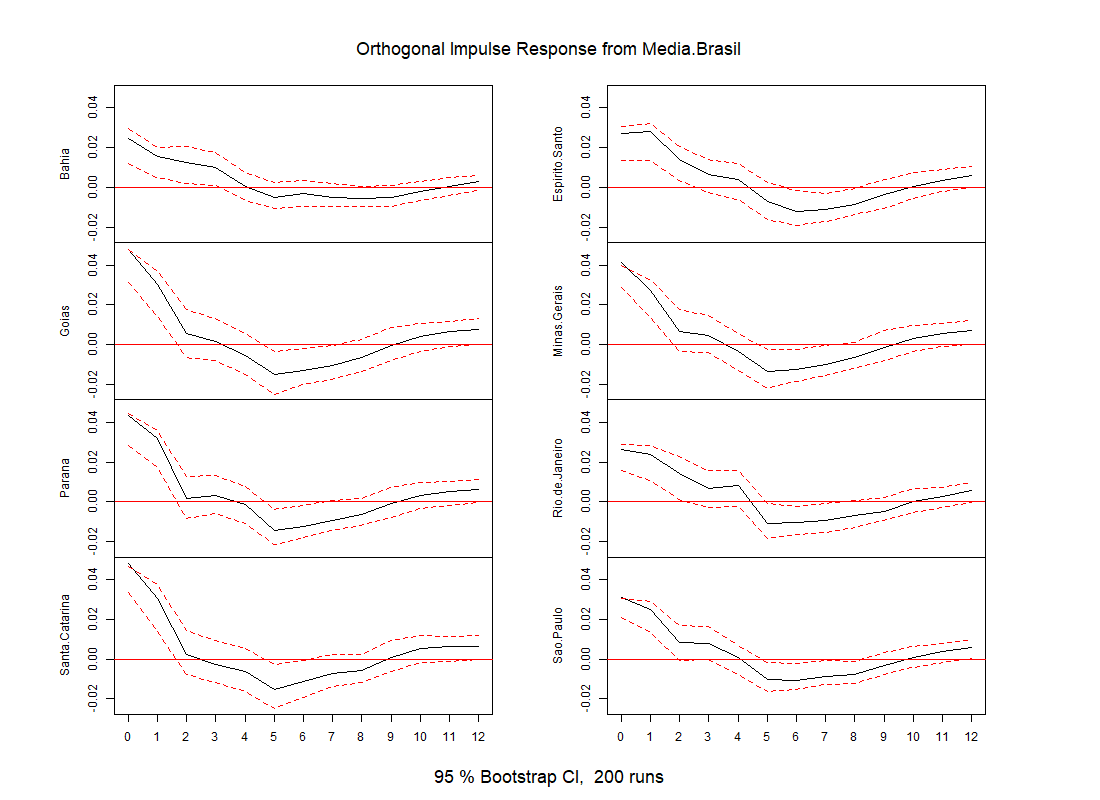 Orthogonal Impulse Response from Media.Brasil
Bahia
-0.02 0.00 0.02 0.04
Goias
-0.02 0.00 0.02 0.04
Parana
-0.02 0.00 0.02 0.04
Santa.Catarina
-0.02 0.00 0.02 0.04
0 1 2 3 4 5 6 7 8 9 10 11 12
Espirito.Santo
-0.02 0.00 0.02 0.04
Minas.Gerais
-0.02 0.00 0.02 0.04
Rio.de.Janeiro
-0.02 0.00 0.02 0.04
Sao.Paulo
-0.02 0.00 0.02 0.04
0 1 2 3 4 5 6 7 8 9 10 11 12
95 % Bootstrap CI, 200 runs